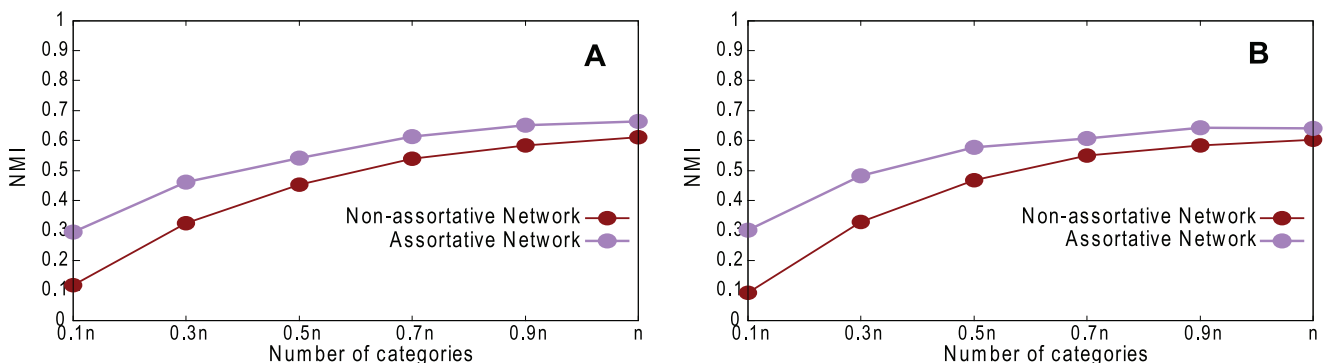 1
0.9
0.8
0.7
0.6
0.5
0.4
0.3
0.2
0.1
0
NMI
A
Non-assortative Network
Assortative Network
0.1n 0.3n 0.5n 0.7n 0.9n n
Number of categories
1
0.9
0.8
0.7
0.6
0.5
0.4
0.3
0.2
0.1
0
NMI
B
Non-assortative Network
Assortative Network
0.1n 0.3n 0.5n 0.7n 0.9n n
Number of categories